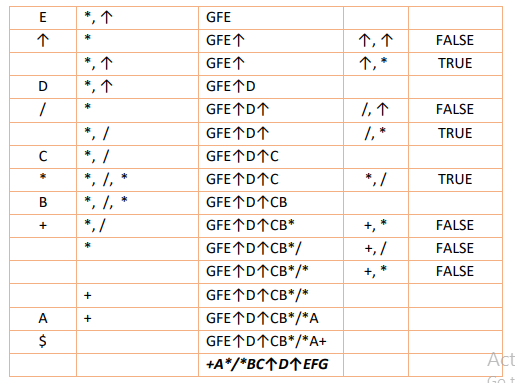 E *, ↑ GFE
↑ * GFE↑ ↑, ↑ FALSE
*, ↑ GFE↑ ↑, * TRUE
D *, ↑ GFE↑D
/ * GFE↑D↑ /, ↑ FALSE
*, / GFE↑D↑ /, * TRUE
C *, / GFE↑D↑C
* *, /, * GFE↑D↑C *, / TRUE
B *, /, * GFE↑D↑CB
+ *, / GFE↑D↑CB* +, * FALSE
* GFE↑D↑CB*/ +, / FALSE
GFE↑D↑CB*/* +, * FALSE
+ GFE↑D↑CB*/*
A + GFE↑D↑CB*/*A
$ GFE↑D↑CB*/*A+
+A*/*BC↑D↑EFG
Act